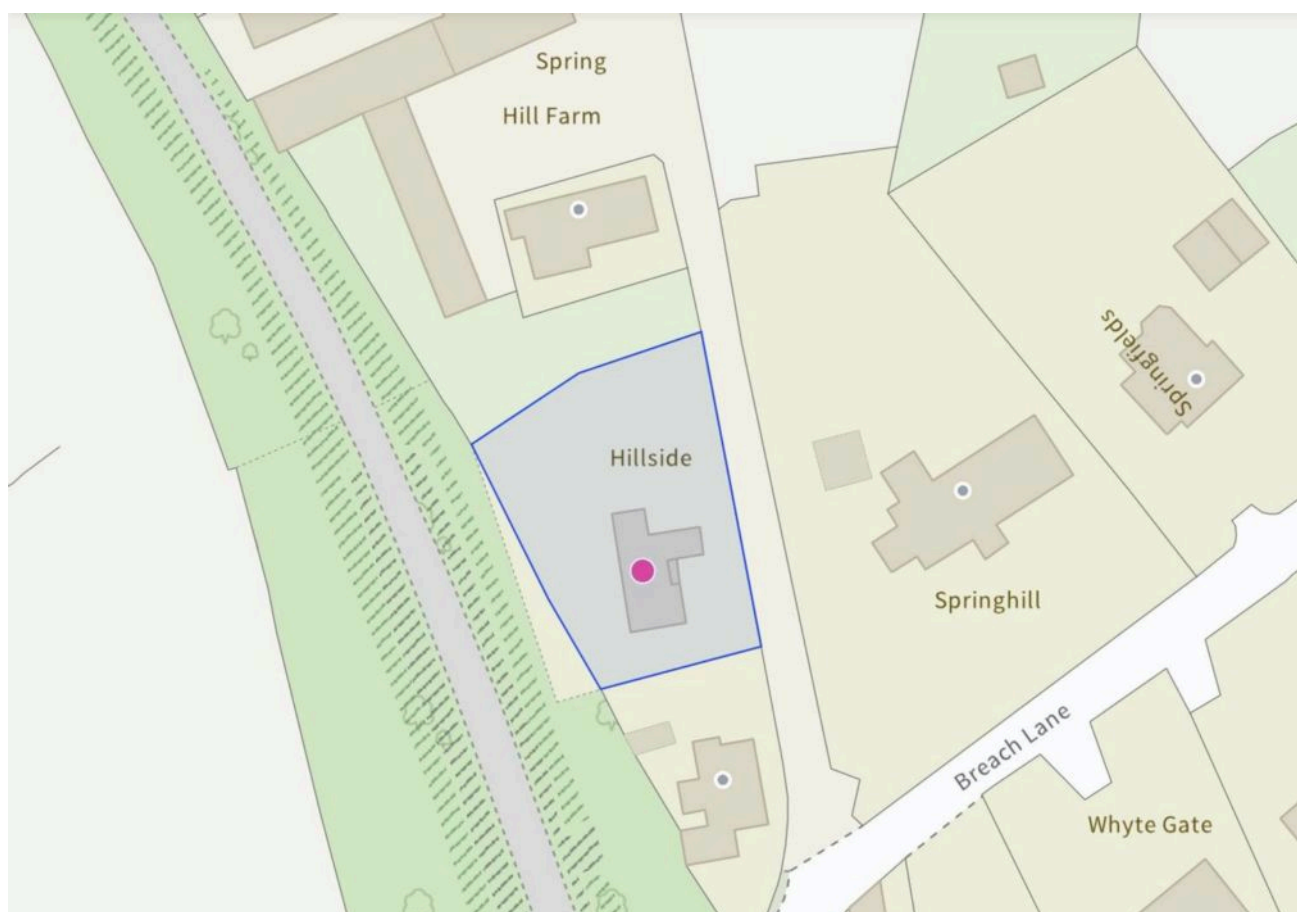 Spring
Hill Farm
Springfields
Hillside
Springhill
Breach Lane
Whyte Gate